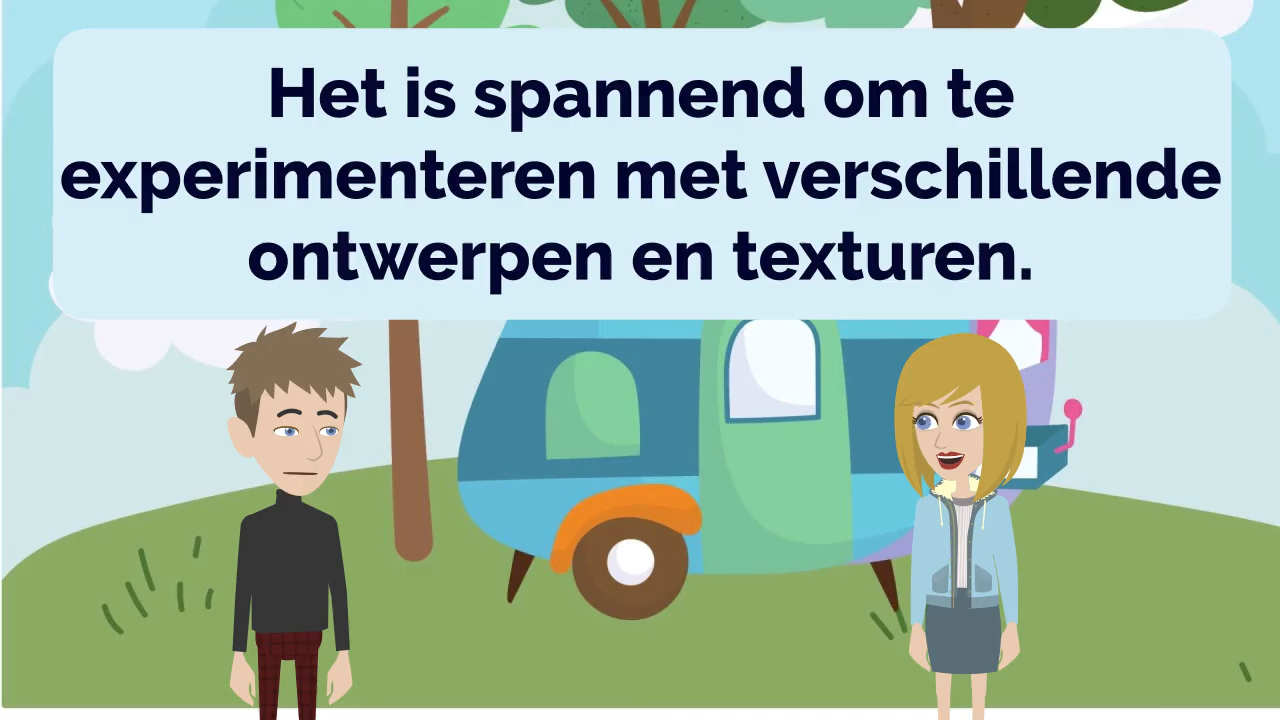 Het is spannend om te
experimenteren met verschillende
ontwerpen en texturen.